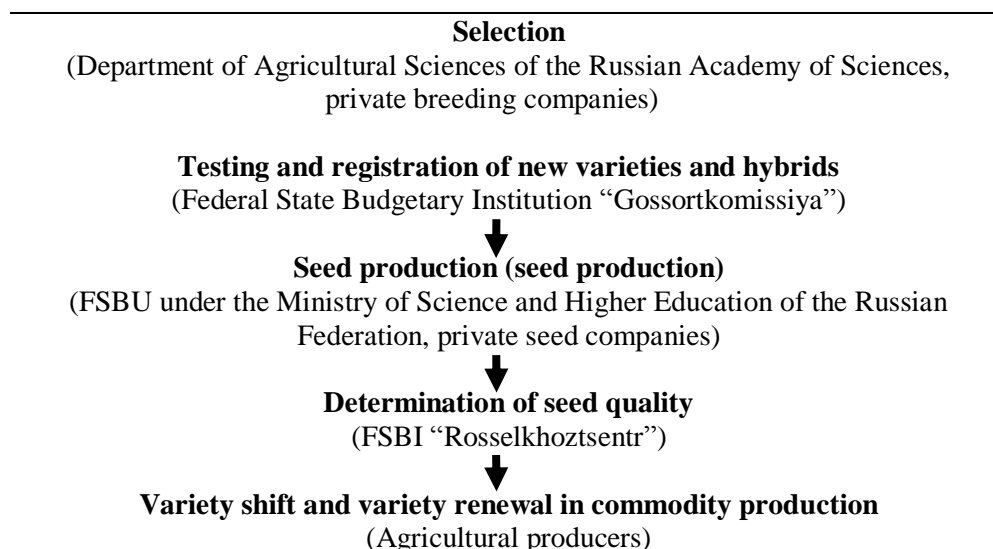 Selection
(Department of Agricultural Sciences of the Russian Academy of Sciences,
private breeding companies)
Testing and registration of new varieties and hybrids
(Federal State Budgetary Institution “Gossortkomissiya”)
Seed production (seed production)
(FSBU under the Ministry of Science and Higher Education of the Russian
Federation, private seed companies)
Determination of seed quality
(FSBI “Rosselkhoztsentr”)
Variety shift and variety renewal in commodity production
(Agricultural producers)